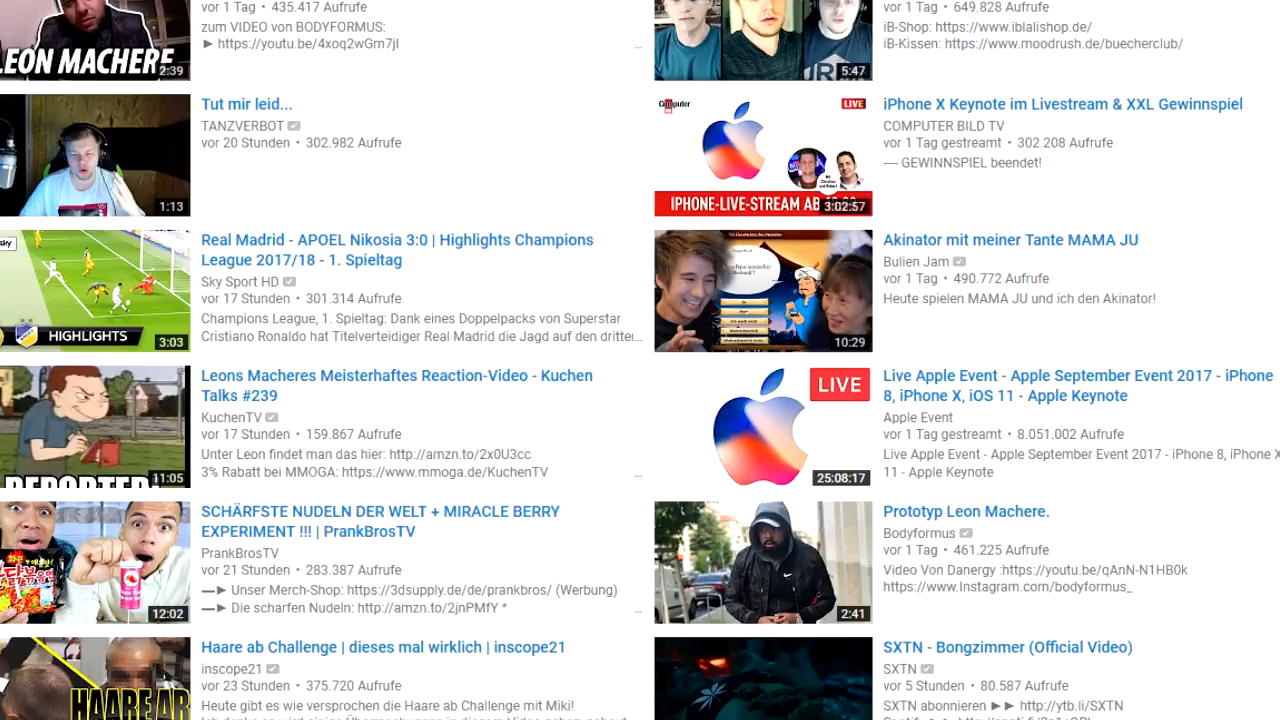 vor 1 Tag • 435.417 Aufrufe
zum VIDEO von BODYFORMUS:
► https://youtu.be/4xoq2wGm7jI
...
LEON MACHERE
2:39
Tut mir leid...
TANZVERBOT
vor 20 Stunden • 302.982 Aufrufe
1:13
Real Madrid - APOEL Nikosia 3:0 | Highlights Champions
League 2017/18 - 1. Spieltag
Sky Sport HD
vor 17 Stunden • 301.314 Aufrufe
Champions League, 1. Spieltag: Dank eines Doppelpacks von Superstar
Cristiano Ronaldo hat Titelverteidiger Real Madrid die Jagd auf den dritte...
sky
HIGHLIGHTS
3:03
Leons Macheres Meisterhaftes Reaction-Video - Kuchen
Talks #239
KuchenTV
vor 17 Stunden • 159.867 Aufrufe
Unter Leon findet man das hier: http://amzn.to/2x0U3cc
3% Rabatt bei MMOGA: https://www.mmoga.de/KuchenTV
...
11:05
REPORTER!
SCHÄRFSTE NUDELN DER WELT + MIRACLE BERRY
EXPERIMENT !!! | PrankBrosTV
PrankBrosTV
vor 21 Stunden • 283.387 Aufrufe
—► Unser Merch-Shop: https://3dsupply.de/de/prankbros/ (Werbung)
—► Die scharfen Nudeln: http://amzn.to/2jnPMfY *
...
12:02
Haare ab Challenge | dieses mal wirklich | inscope21
inscope21
vor 23 Stunden • 375.720 Aufrufe
Heute gibt es wie versprochen die Haare ab Challenge mit Miki!
HAARE AB
vor 1 Tag • 649.828 Aufrufe
iB-Shop: https://www.iblalishop.de/
iB-Kissen: https://www.moodrush.de/buecherclub/
5:47
iPhone X Keynote im Livestream & XXL Gewinnspiel
COMPUTER BILD TV
vor 1 Tag gestreamt • 302.208 Aufrufe
— GEWINNSPIEL beendet!
Computer
LIVE
IPHONE-LIVE-STREAM AB
3:02:57
Akinator mit meiner Tante MAMA JU
Bulien Jam
vor 1 Tag • 490.772 Aufrufe
Heute spielen MAMA JU und ich den Akinator!
10:29
Live Apple Event - Apple September Event 2017 - iPhone
8, iPhone X, iOS 11 - Apple Keynote
Apple Event
vor 1 Tag gestreamt • 8.051.002 Aufrufe
Live Apple Event - Apple September Event 2017 - iPhone 8, iPhone X
11 - Apple Keynote
LIVE
25:08:17
Prototyp Leon Machere.
Bodyformus
vor 1 Tag • 461.225 Aufrufe
Video Von Danergy :https://youtu.be/qAnN-N1HB0k
https://www.Instagram.com/bodyformus_
2:41
SXTN - Bongzimmer (Official Video)
SXTN
vor 5 Stunden • 80.587 Aufrufe
SXTN abonnieren ►► http://ytb.li/SXTN